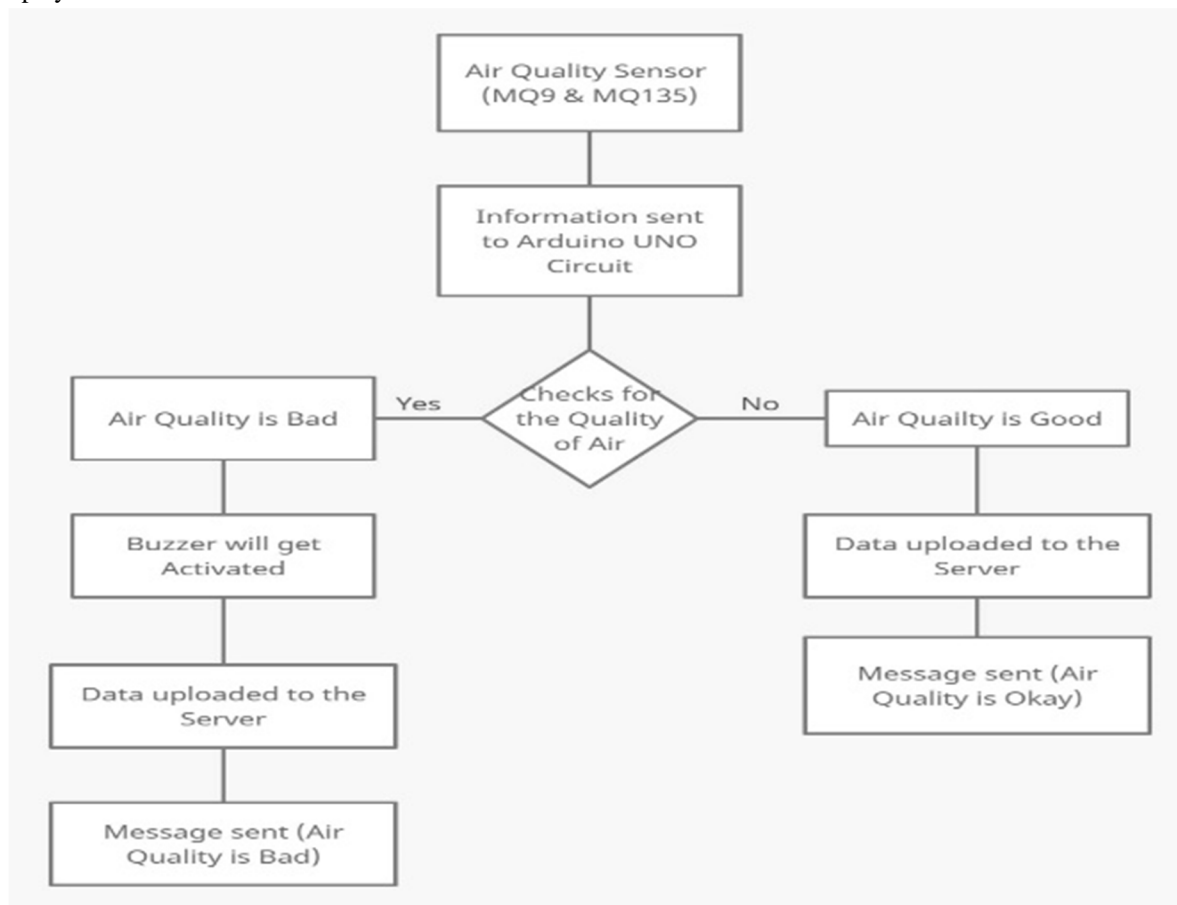 Air Quality Sensor
(MQ9 & MQ135)
Information sent
to Arduino UNO
Circuit
Checks for
the Quality
of Air
Yes
No
Air Quality is Bad
Air Quailty is Good
Buzzer will get
Activated
Data uploaded to the
Server
Data uploaded to the
Server
Message sent (Air
Quality is Okay)
Message sent (Air
Quality is Bad)